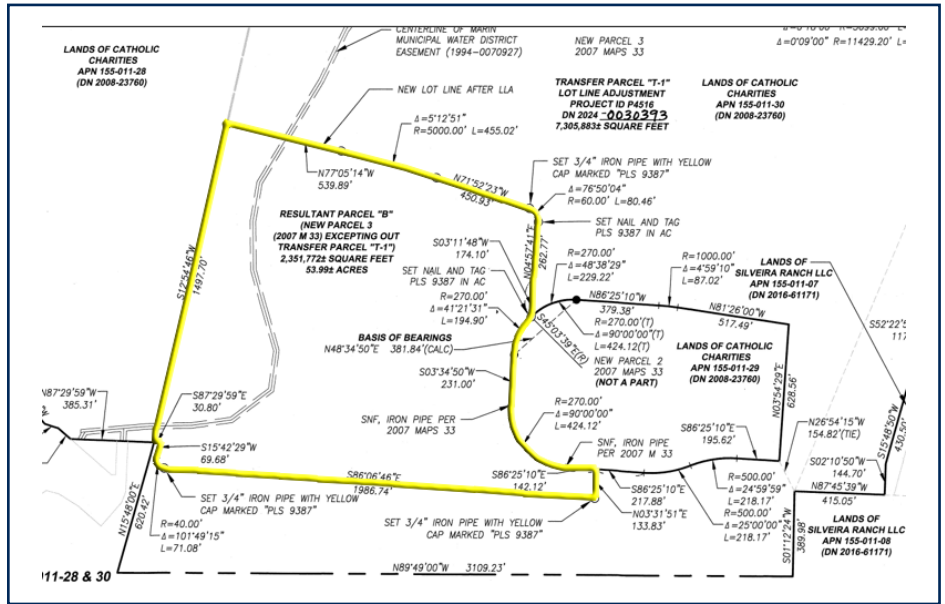 CENTERLINE OF MARIN
MUNICIPAL WATER DISTRICT
EASEMENT (1994-0070927)
NEW PARCEL 3
2007 MAPS 33
Δ=0°09'00" R=11429.20'
LANDS OF CATHOLIC
CHARITIES
APN 155-011-28
(DN 2008-23760)
TRANSFER PARCEL "T-1"
LOT LINE ADJUSTMENT
PROJECT ID P4516
DN 2024 -0030393
7,305,883± SQUARE FEET
LANDS OF CATHOLIC
CHARITIES
APN 155-011-30
(DN 2008-23760)
NEW LOT LINE AFTER LLA
Δ=5°12'51"
R=5000.00' L=455.02'
N77°05'14"W
539.89'
N71°52'23"W
450.93'
SET 3/4" IRON PIPE WITH YELLOW
CAP MARKED "PLS 9387"
Δ=76°50'04"
R=60.00' L=80.46'
SET NAIL AND TAG
PLS 9387 IN AC
RESULTANT PARCEL "B"
(NEW PARCEL 3
(2007 M 33) EXCEPTING OUT
TRANSFER PARCEL "T-1")
2,351,772± SQUARE FEET
53.99± ACRES
S12°54'46"W
1497.70'
N04°57'41"E
262.77'
S03°11'48"W
174.10'
SET NAIL AND TAG
PLS 9387 IN AC
R=270.00'
Δ=41°21'31"
L=194.90'
BASIS OF BEARINGS
N48°34'50"E 381.84'(CALC)
R=270.00'
Δ=48°38'29"
L=229.22'
S45°03'39"E(R)
N86°25'10"W
379.38'
R=1000.00'
Δ=4°59'10"
L=87.02'
N81°26'00"W
517.49'
LANDS OF
SILVEIRA RANCH LLC
APN 155-011-07
(DN 2016-61171)
S52°22'5
117
R=270.00'(T)
Δ=90°00'00"(T)
L=424.12(T)
NEW PARCEL 2
2007 MAPS 33
(NOT A PART)
LANDS OF CATHOLIC
CHARITIES
APN 155-011-29
(DN 2008-23760)
N03°54'29"E
628.56'
S03°34'50"W
231.00'
SNF, IRON PIPE PER
2007 MAPS 33
R=270.00'
Δ=90°00'00"
L=424.12'
SNF, IRON PIPE
PER 2007 M 33
S86°25'10"E
195.62'
N26°54'15"W
154.82'(TIE)
S15°48'50"W
430.50'
S02°10'50"W
144.70'
N87°45'39"W
415.05'
N87°29'59"W
385.31'
S87°29'59"E
30.80'
S15°42'29"W
69.68'
S86°06'46"E
1986.74'
S86°25'10"E
142.12'
S86°25'10"E
217.88'
R=500.00'
Δ=24°59'59"
L=218.17'
R=500.00'
Δ=25°00'00"
L=218.17'
N03°31'51"E
133.83'
SET 3/4" IRON PIPE WITH YELLOW
CAP MARKED "PLS 9387"
SET 3/4" IRON PIPE WITH YELLOW
CAP MARKED "PLS 9387"
R=40.00'
Δ=101°49'15"
L=71.08'
N15°48'00"E
620.42'
S01°12'24"W
389.98'
LANDS OF
SILVEIRA RANCH LLC
APN 155-011-08
(DN 2016-61171)
N89°49'00"W 3109.23'
11-28 & 30